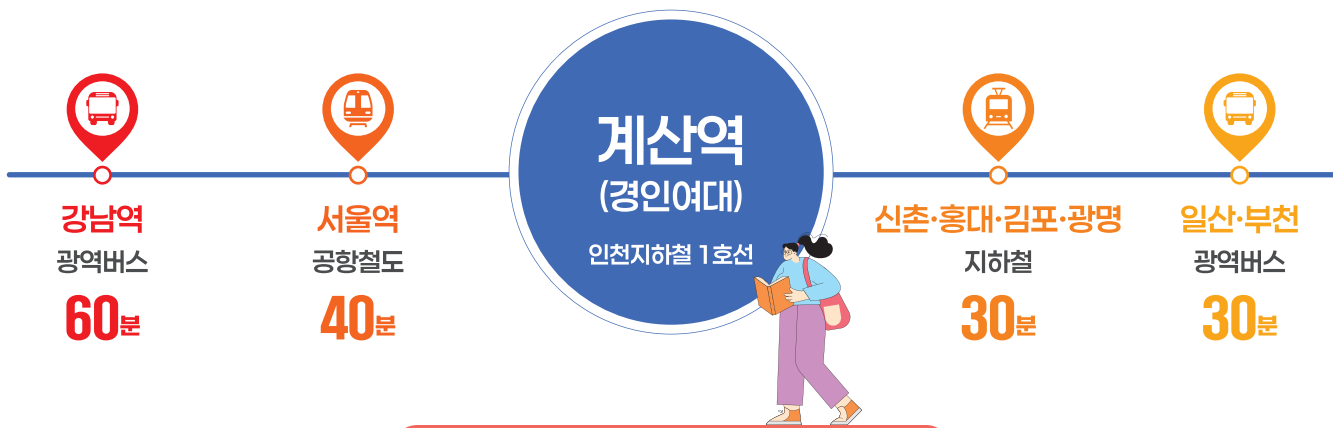 계산역
(경인여대)
인천지하철 1호선
강남역
광역버스
60분
서울역
공항철도
40분
신촌·홍대·김포·광명
지하철
30분
일산·부천
광역버스
30분